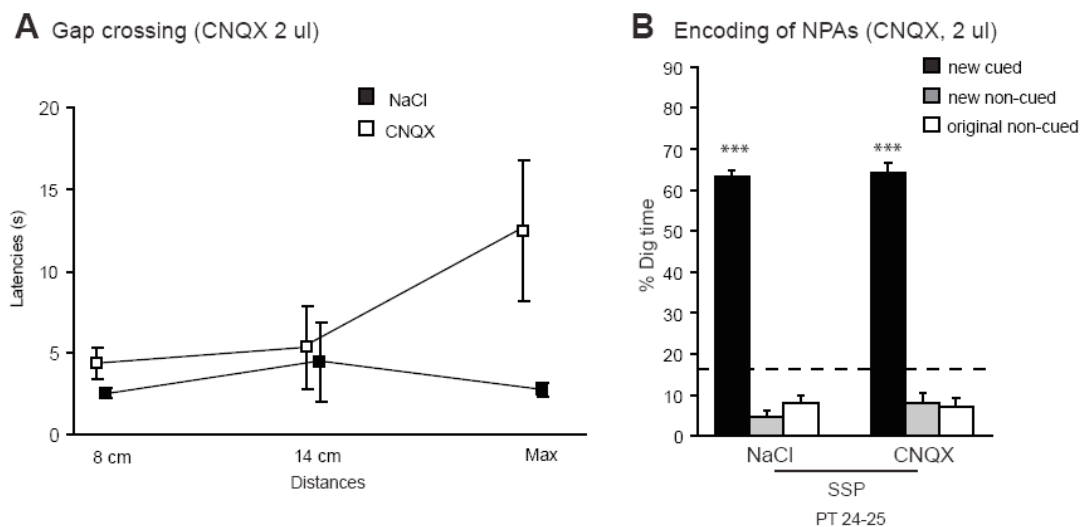 A Gap crossing (CNQX 2 ul)
NaCl
CNQX
20
15
10
5
0
Latencies (s)
8 cm
14 cm
Max
Distances
B Encoding of NPAs (CNQX, 2 ul)
new cued
new non-cued
original non-cued
90
80
70
60
50
40
30
20
10
0
% Dig time
***
***
NaCl
CNQX
SSP
PT 24-25